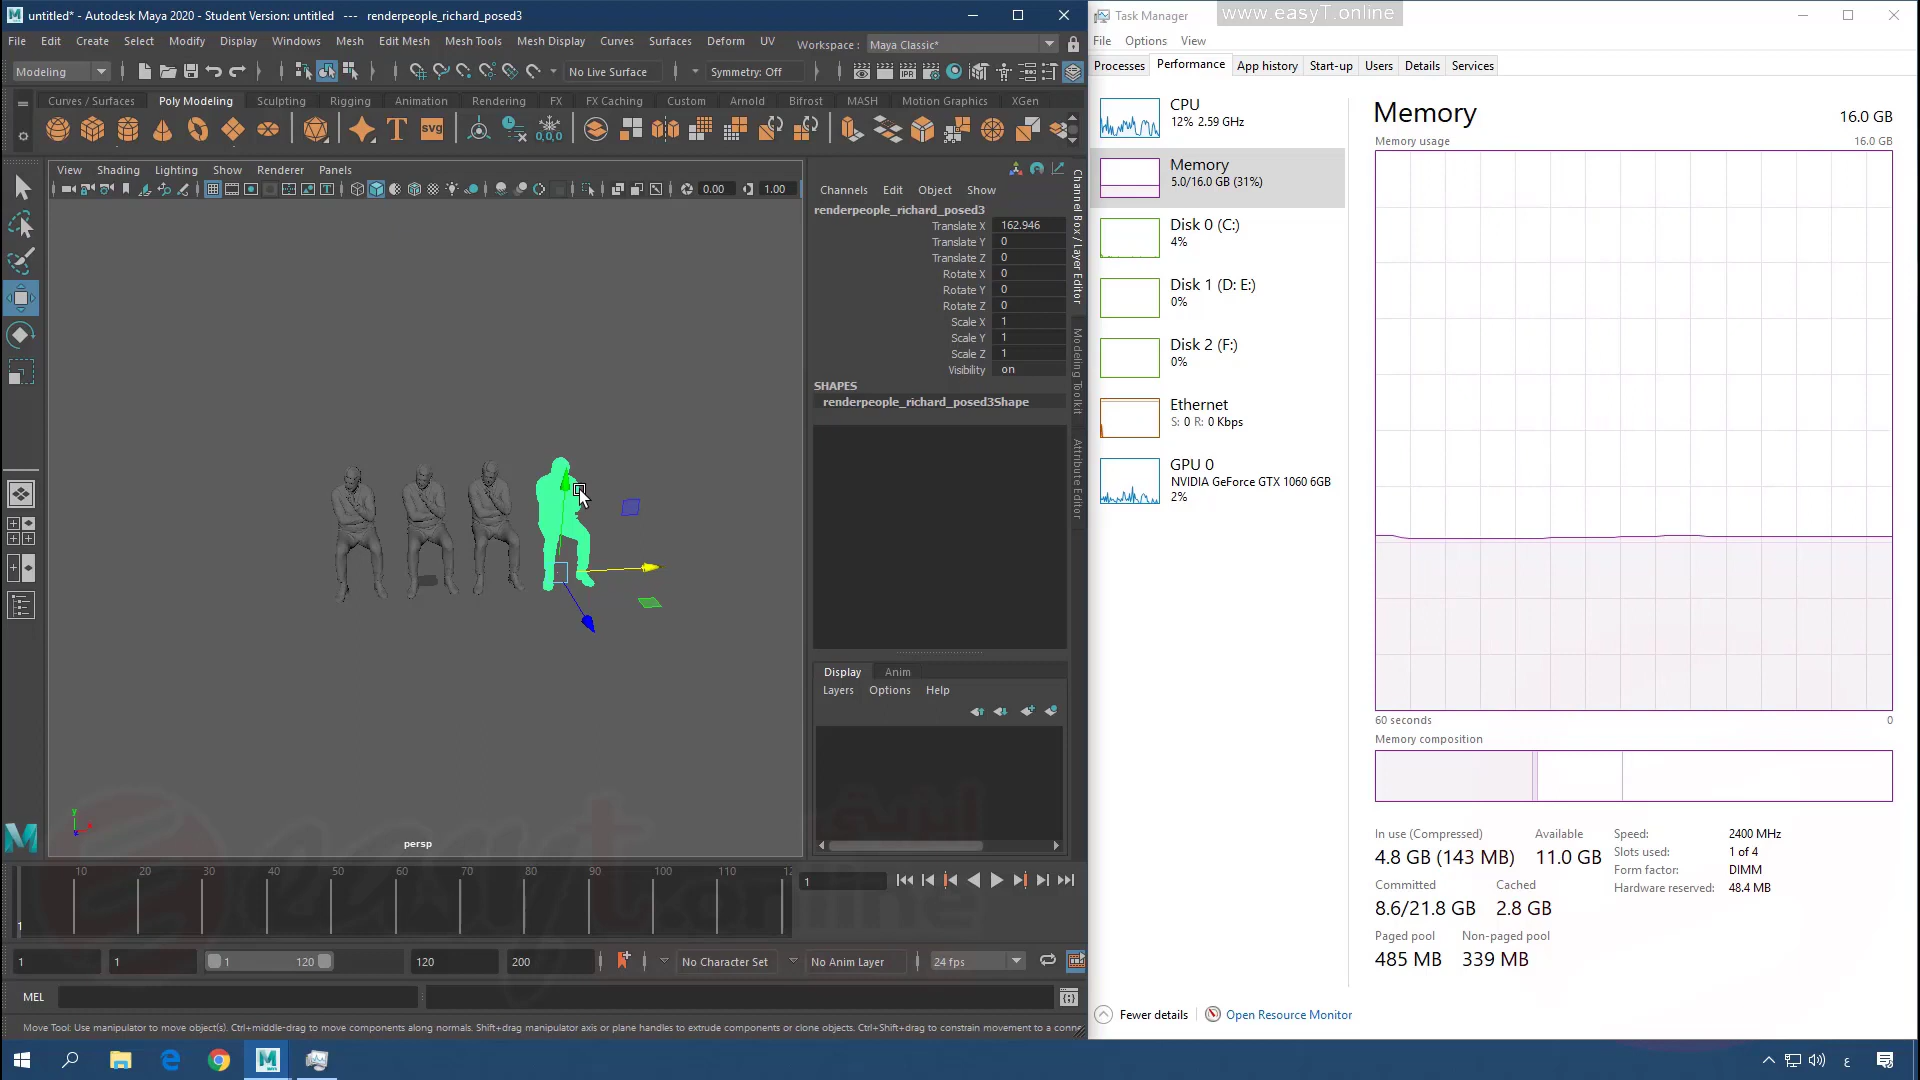 untitled* - Autodesk Maya 2020 - Student Version: untitled --- renderpeople_richard_posed3
File Edit Create Select Modify Display Windows Mesh Edit Mesh Mesh Tools Mesh Display Curves Surfaces Deform UV Workspace : Maya Classic*
Modeling No Live Surface Symmetry: Off
Curves / Surfaces Poly Modeling Sculpting Rigging Animation Rendering FX FX Caching Custom Arnold Bifrost MASH Motion Graphics XGen
View Shading Lighting Show Renderer Panels
0.00 1.00
Channels Edit Object Show
renderpeople_richard_posed3
Translate X 162.946
Translate Y 0
Translate Z 0
Rotate X 0
Rotate Y 0
Rotate Z 0
Scale X 1
Scale Y 1
Scale Z 1
Visibility on
SHAPES
renderpeople_richard_posed3Shape
Channel Box / Layer Editor
Modeling Toolkit
Attribute Editor
Display Anim
Layers Options Help
persp
10 20 30 40 50 60 70 80 90 100 110 12
1
1
1 1 1 120 120 200 No Character Set No Anim Layer 24 fps
MEL
Move Tool: Use manipulator to move object(s). Ctrl+middle-drag to move components along normals. Shift+drag manipulator axis or plane handles to extrude components or clone objects. Ctrl+Shift+drag to constrain movement to a conne
Task Manager
www.easyT.online
File Options View
Processes Performance App history Start-up Users Details Services
CPU
12% 2.59 GHz
Memory
5.0/16.0 GB (31%)
Disk 0 (C:)
4%
Disk 1 (D: E:)
0%
Disk 2 (F:)
0%
Ethernet
S: 0 R: 0 Kbps
GPU 0
NVIDIA GeForce GTX 1060 6GB
2%
Memory 16.0 GB
Memory usage 16.0 GB
60 seconds 0
Memory composition
In use (Compressed) Available
4.8 GB (143 MB) 11.0 GB
Committed Cached
8.6/21.8 GB 2.8 GB
Paged pool Non-paged pool
485 MB 339 MB
Speed: 2400 MHz
Slots used: 1 of 4
Form factor: DIMM
Hardware reserved: 48.4 MB
Fewer details Open Resource Monitor
ع